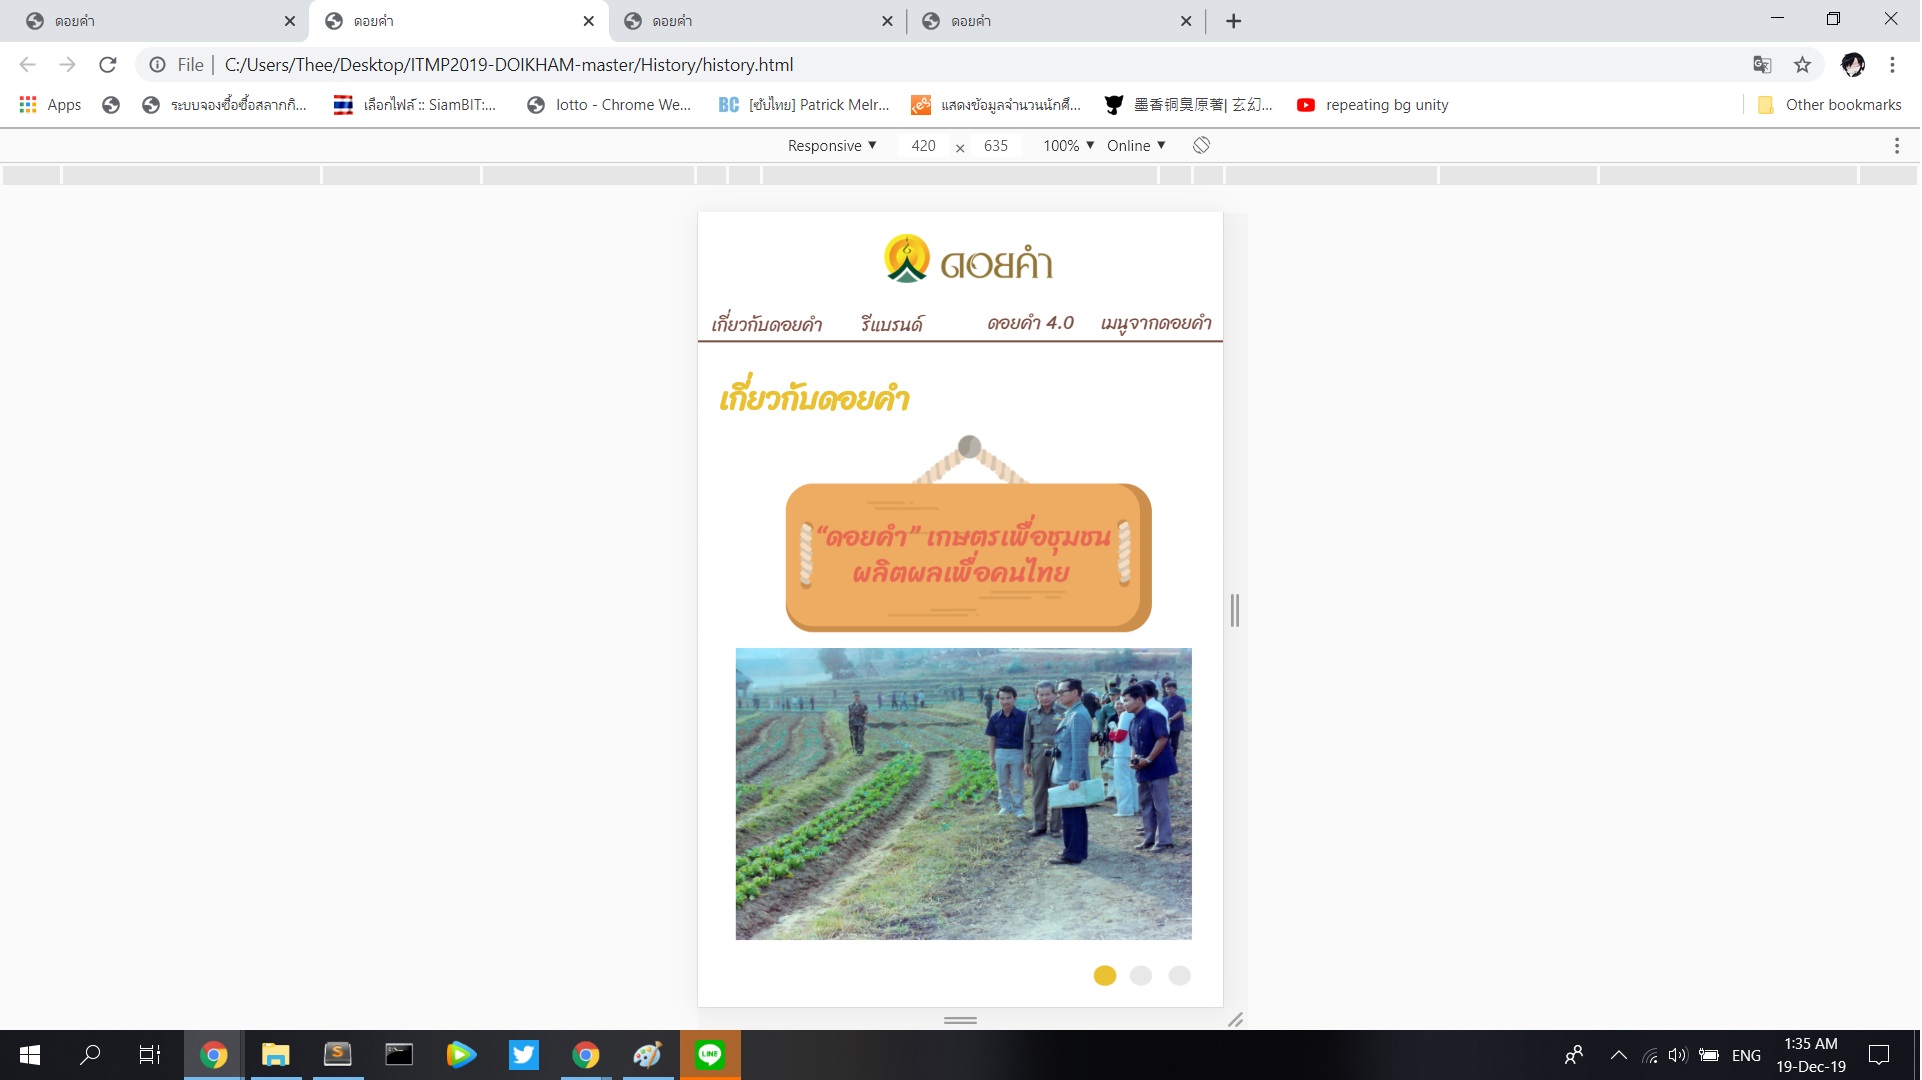 ดอยคำ
ดอยคำ
ดอยคำ
ดอยคำ
File
C:/Users/Thee/Desktop/ITMP2019-DOIKHAM-master/History/history.html
Apps
ระบบจองซื้อซื้อสลากกิ...
เลือกไฟล์ :: SiamBIT:...
lotto - Chrome We...
[ซับไทย] Patrick Melr...
แสดงข้อมูลจำนวนนักศึ...
墨香铜臭原著| 玄幻...
repeating bg unity
Other bookmarks
Responsive
420 × 635
100%
Online
ดอยคำ
เกี่ยวกับดอยคำ
รีแบรนด์
ดอยคำ 4.0
เมนูจากดอยคำ
เกี่ยวกับดอยคำ
“ดอยคำ” เกษตรเพื่อชุมชน
ผลิตผลเพื่อคนไทย
LINE
ENG
1:35 AM
19-Dec-19